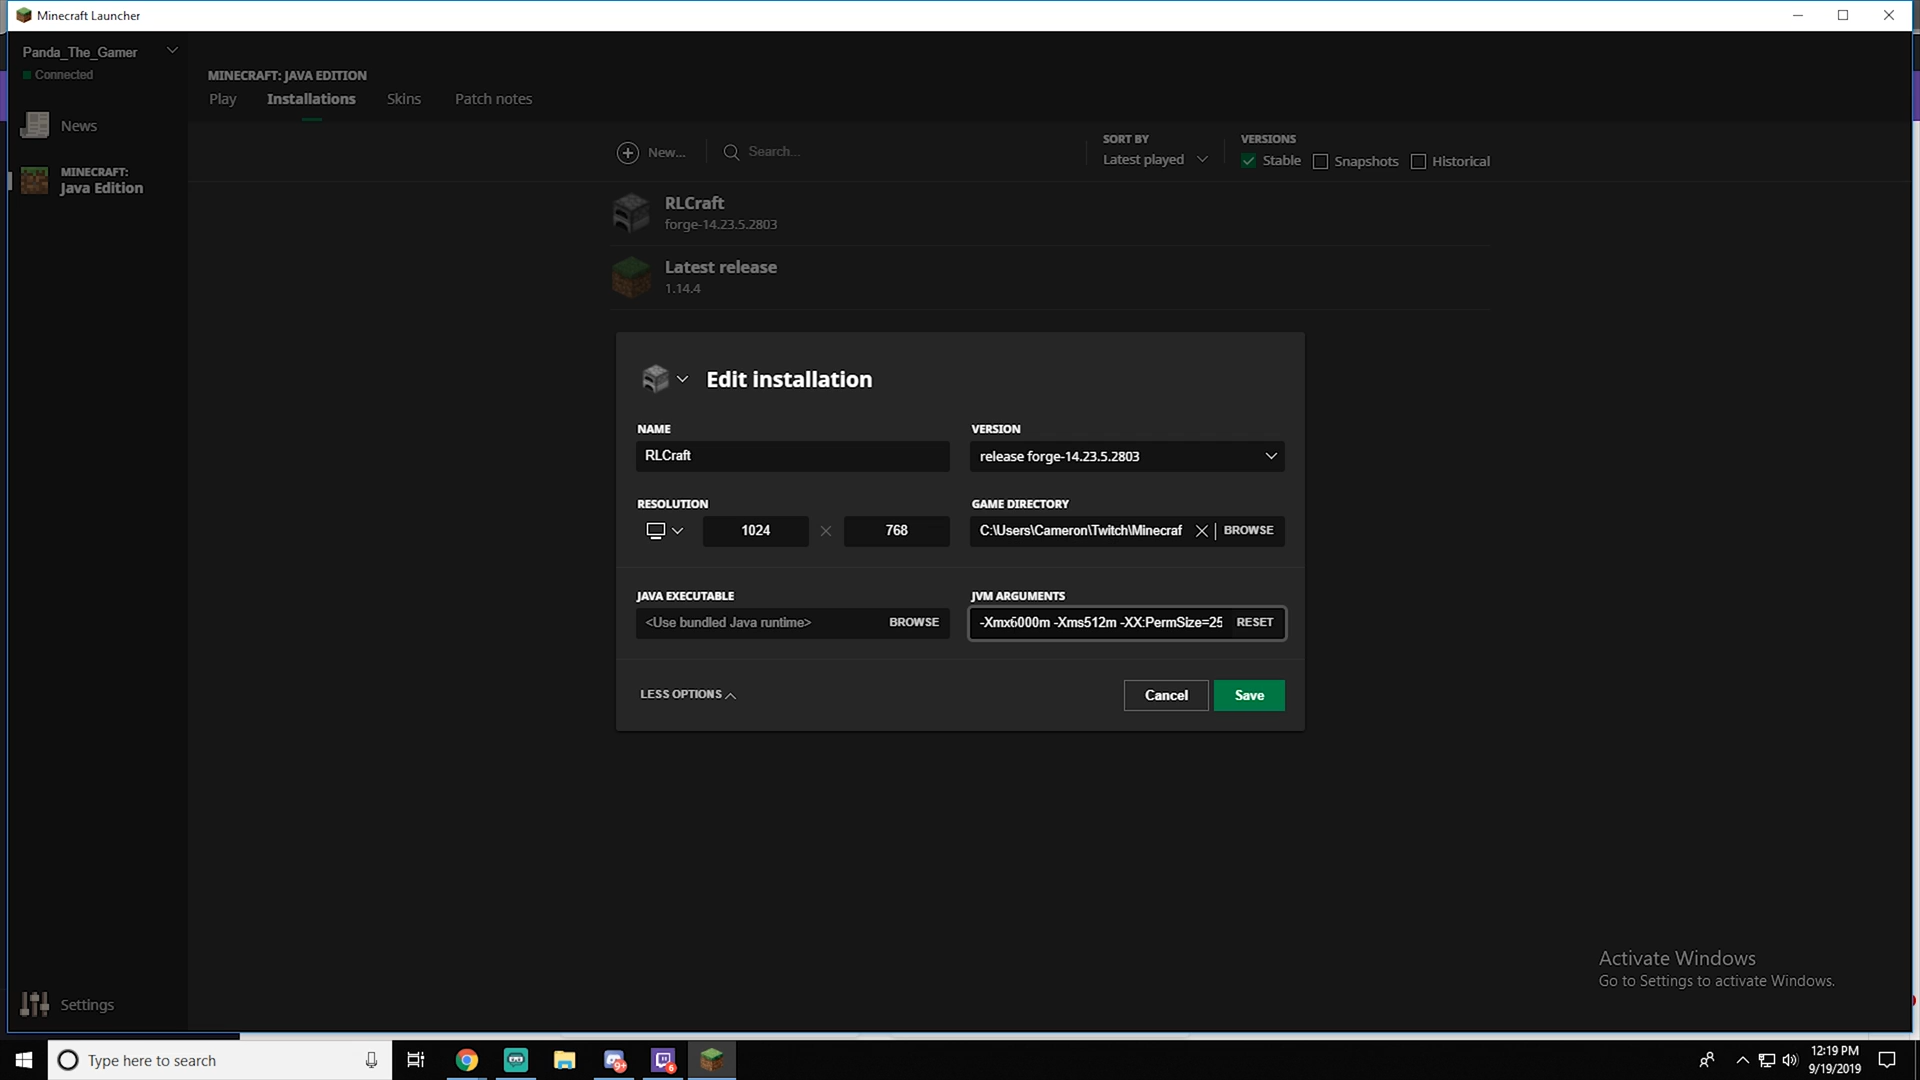 Minecraft Launcher
Panda_The_Gamer
Connected
News
MINECRAFT:
Java Edition
Settings
MINECRAFT: JAVA EDITION
Play Installations Skins Patch notes
New... Search...
SORT BY
Latest played
VERSIONS
Stable Snapshots Historical
RLCraft
forge-14.23.5.2803
Latest release
1.14.4
Edit installation
NAME
RLCraft
VERSION
release forge-14.23.5.2803
RESOLUTION
1024 × 768
GAME DIRECTORY
C:\Users\Cameron\Twitch\Minecraf BROWSE
JAVA EXECUTABLE
<Use bundled Java runtime> BROWSE
JVM ARGUMENTS
-Xmx6000m -Xms512m -XX:PermSize=25 RESET
LESS OPTIONS
Cancel Save
Activate Windows
Go to Settings to activate Windows.
Type here to search
9+
6
12:19 PM
9/19/2019